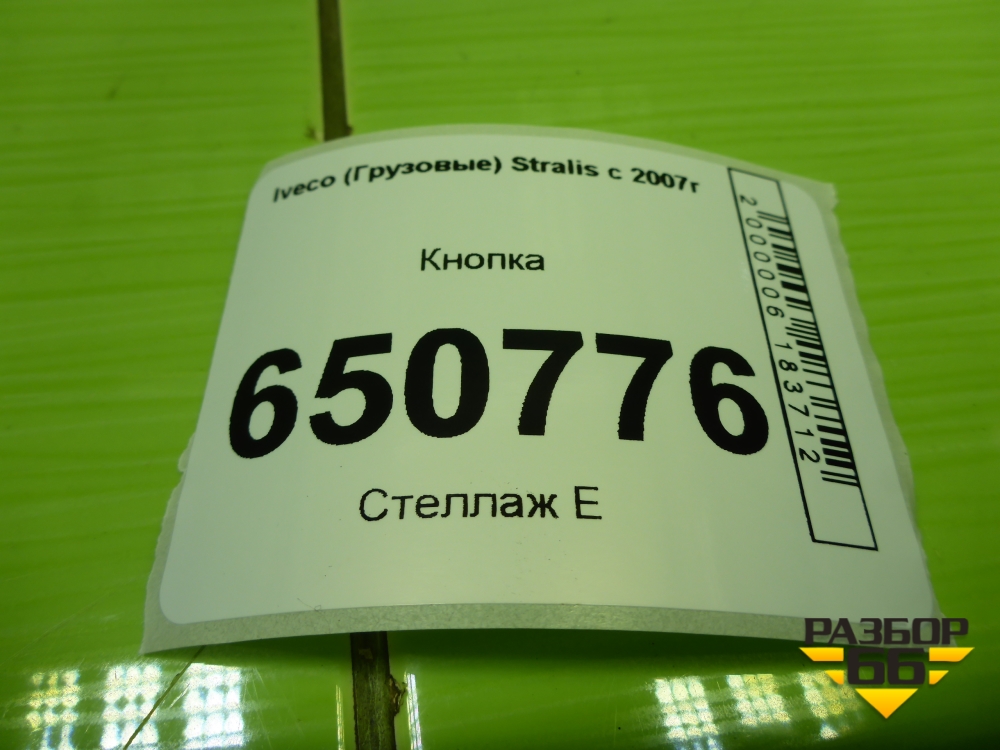 Iveco (Грузовые) Stralis с 2007г
Кнопка
650776
Стеллаж Е
2000006183712
РАЗБОР
66